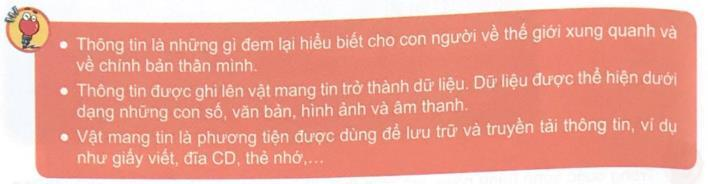 • Thông tin là những gì đem lại hiểu biết cho con người về thế giới xung quanh và
về chính bản thân mình.
• Thông tin được ghi lên vật mang tin trở thành dữ liệu. Dữ liệu được thể hiện dưới
dạng những con số, văn bản, hình ảnh và âm thanh.
• Vật mang tin là phương tiện được dùng để lưu trữ và truyền tải thông tin, ví dụ
như giấy viết, đĩa CD, thẻ nhớ,...